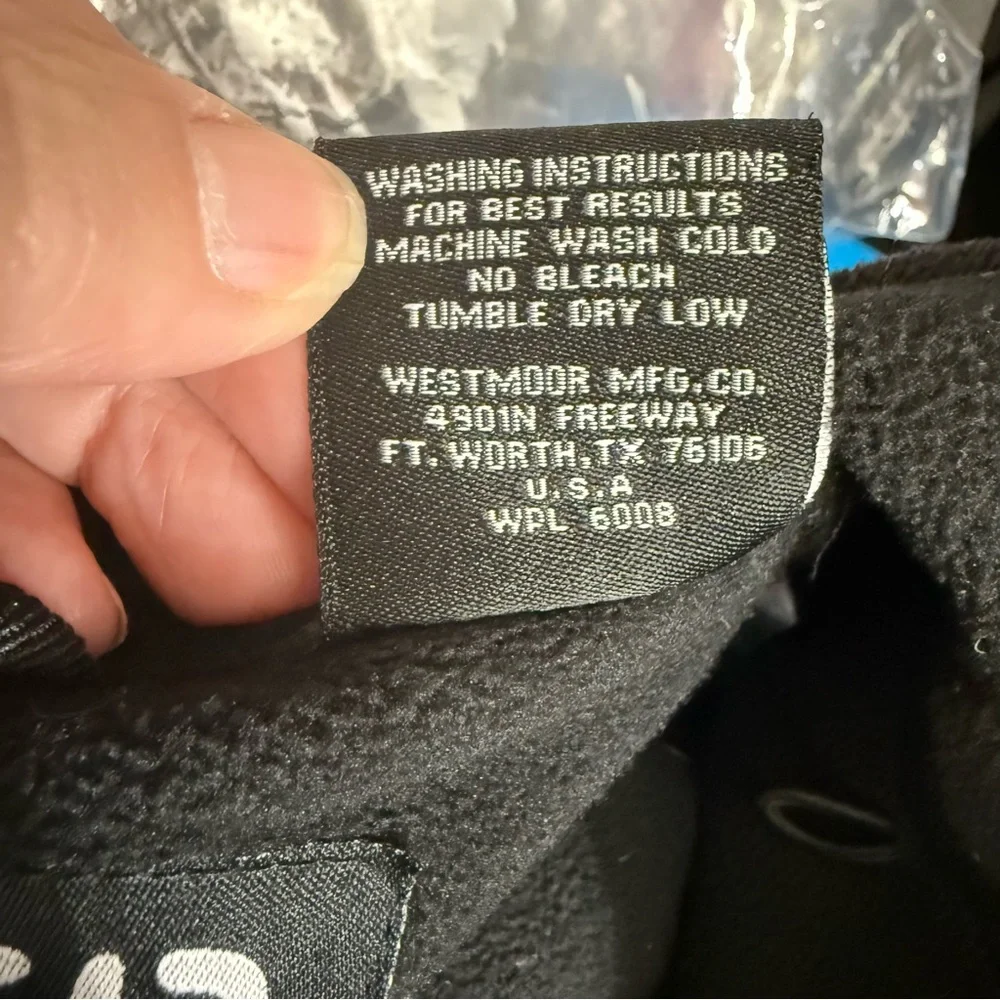 WASHING INSTRUCTIONS
FOR BEST RESULTS
MACHINE WASH COLD
NO BLEACH
TUMBLE DRY LOW
WESTMOOR MFG.CO.
4901N FREEWAY
FT. WORTH,TX 76106
U.S.A
WPL 6008